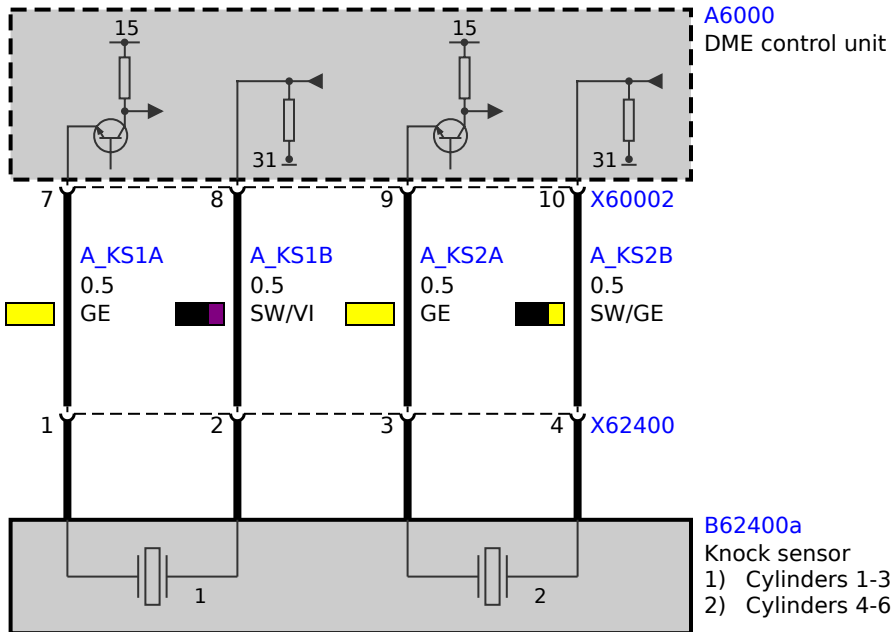 A6000
DME control unit
15
15
31
31
7
8
9
10
X60002
A_KS1A
A_KS1B
A_KS2A
A_KS2B
0.5
0.5
0.5
0.5
GE
SW/VI
GE
SW/GE
1
2
3
4
X62400
B62400a
Knock sensor
1) Cylinders 1-3
2) Cylinders 4-6
1
2